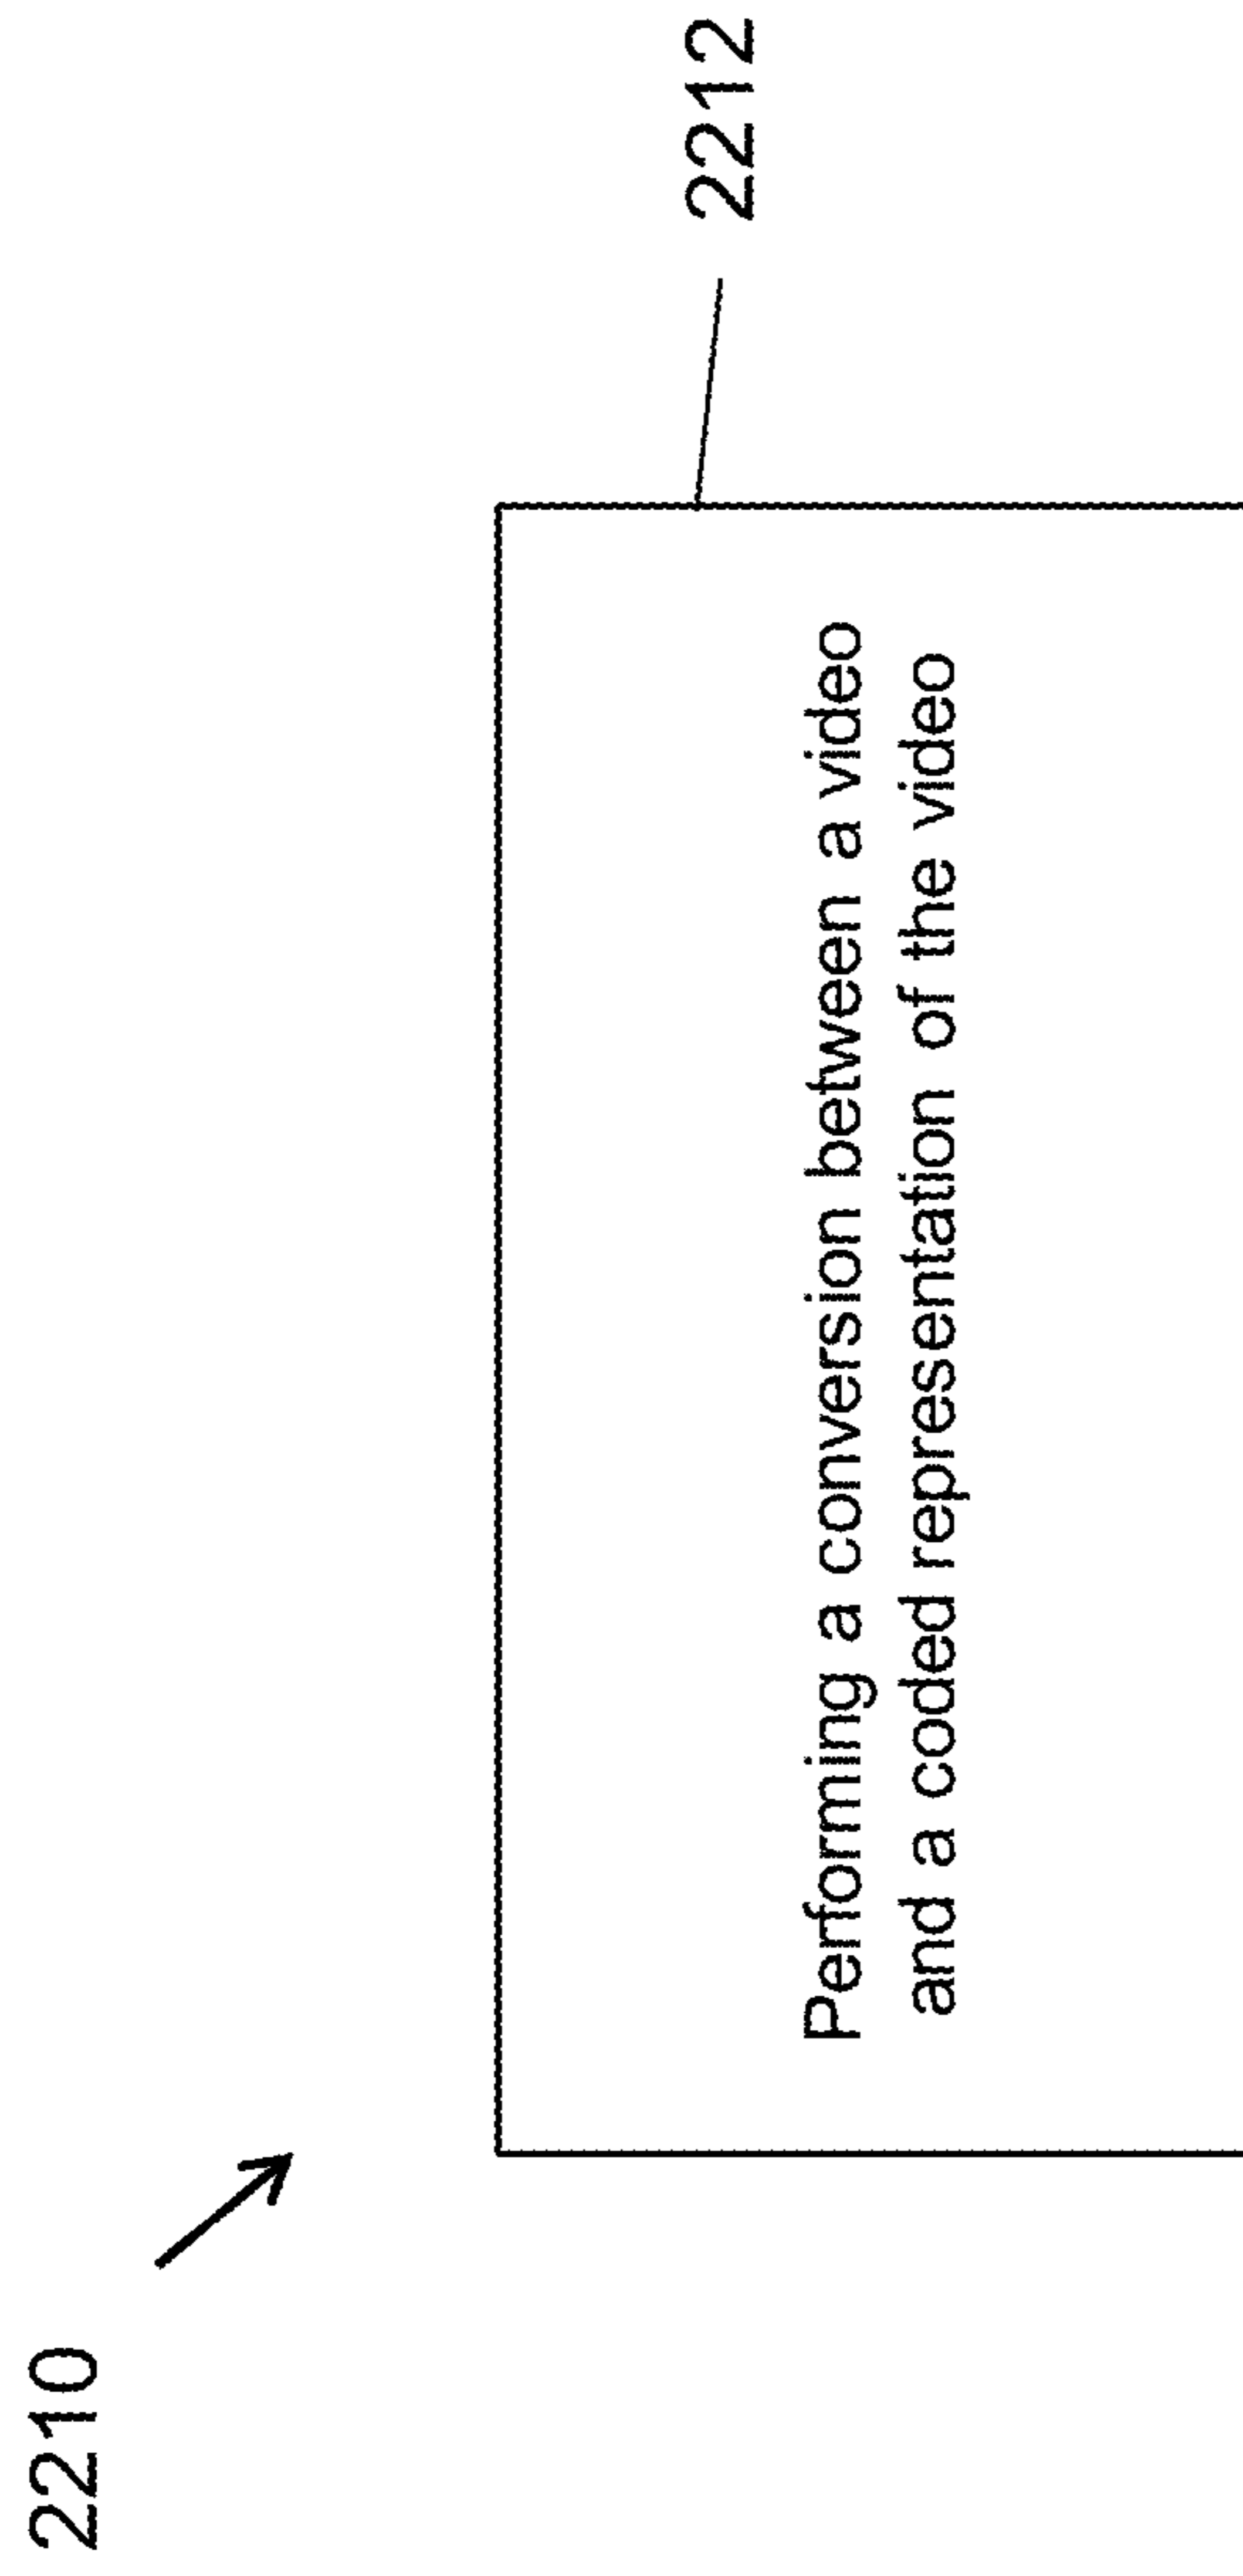 2210
2212
Performing a conversion between a video
and a coded representation of the video